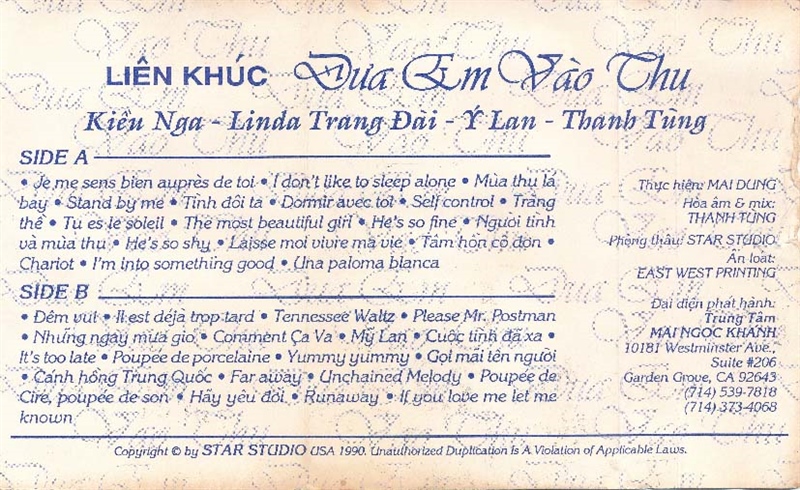 LIÊN KHÚC Đưa Em Vào Thu
Kiều Nga - Linda Trang Đài - Ý Lan - Thanh Tùng
SIDE A
• Je me sens bien auprès de toi • I don't like to sleep alone • Mùa thu lá
bay • Stand by me • Tình đôi ta • Dormir avec toi • Self control • Trăng
thề • Tu es le soleil • The most beautiful girl • He's so fine • Người tình
và mùa thu • He's so shy • Laisse moi vivre ma vie • Tâm hồn cô đơn •
Chariot • I'm into something good • Una paloma blanca
SIDE B
• Đêm vui • Il est déjà trop tard • Tennessee Waltz • Please Mr. Postman
• Những ngày mưa gió • Comment Ça Va • Mỹ Lan • Cuộc tình đã xa •
It's too late • Poupée de porcelaine • Yummy yummy • Gọi mãi tên người
• Cánh hồng Trung Quốc • Far away • Unchained Melody • Poupée de
Cire, poupée de son • Hãy yêu đời • Runaway • If you love me let me
known
Thực hiện: MAI DUNG
Hòa âm & mix:
THANH TÙNG
Phòng thâu: STAR STUDIO
Ấn loát:
EAST WEST PRINTING
Đại diện phát hành:
Trung Tâm
MAI NGỌC KHÁNH
10181 Westminster Ave.,
Suite #206
Garden Grove, CA 92643
(714) 539-7818
(714) 373-4068
Copyright © by STAR STUDIO USA 1990. Unauthorized Duplication Is A Violation of Applicable Laws.